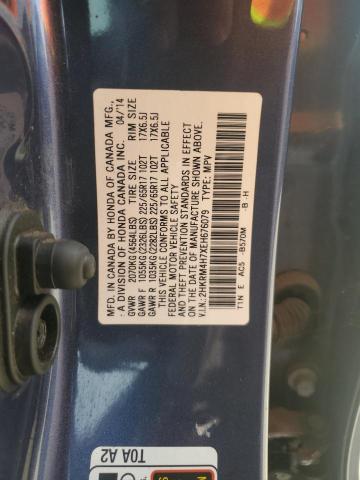 MFD. IN CANADA BY HONDA OF CANADA MFG.,
: A DIVISION OF HONDA CANADA INC. 04/'14
GVWR 2070KG(4564LBS) TIRE SIZE RIM SIZE
GAWR F 1055KG(2326LBS) 225/65R17 102T 17X6.5J
GAWR R 1035KG(2282LBS) 225/65R17 102T 17X6.5J
THIS VEHICLE CONFORMS TO ALL APPLICABLE
FEDERAL MOTOR VEHICLE SAFETY
AND THEFT PREVENTION STANDARDS IN EFFECT
ON THE DATE OF MANUFACTURE SHOWN ABOVE.
V.I.N.: 2HKRM4H7XEH676079 TYPE: MPV
T1N E AC5 -B570M -B-H
TOA A2